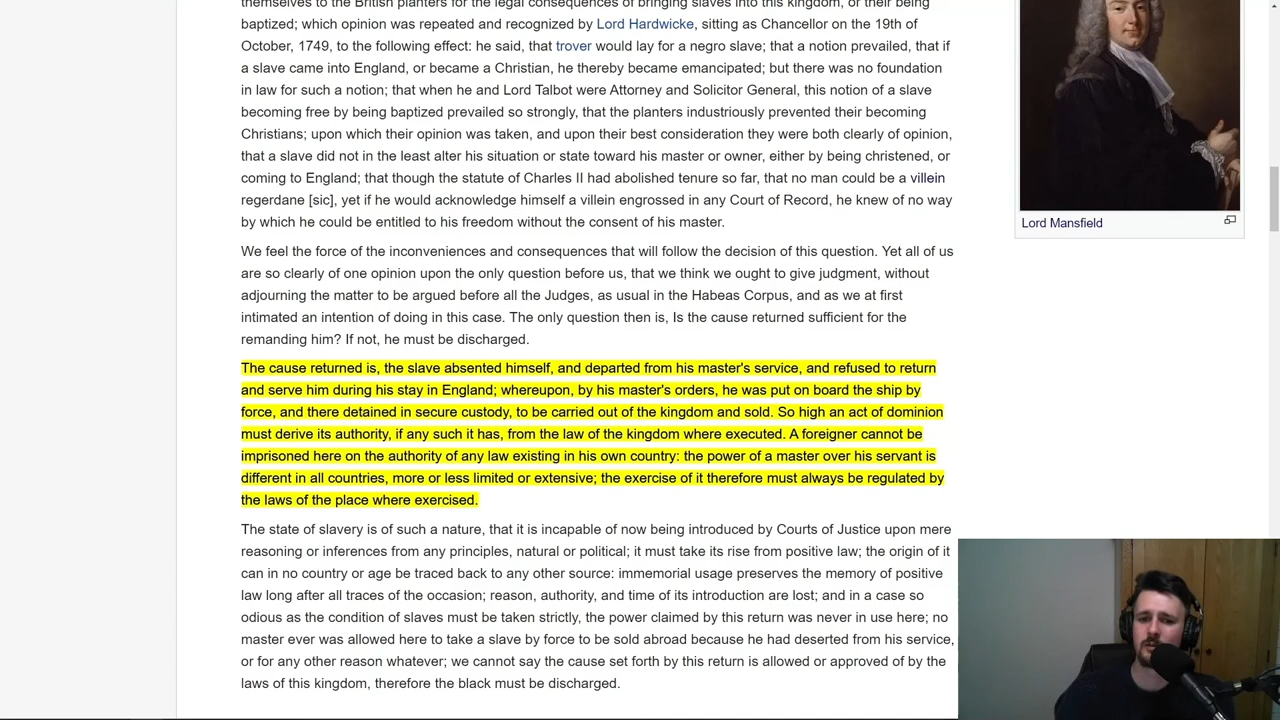 themselves to the British planters for the legal consequences of bringing slaves into this kingdom, or their being
baptized; which opinion was repeated and recognized by Lord Hardwicke, sitting as Chancellor on the 19th of
October, 1749, to the following effect: he said, that trover would lay for a negro slave; that a notion prevailed, that if
a slave came into England, or became a Christian, he thereby became emancipated; but there was no foundation
in law for such a notion; that when he and Lord Talbot were Attorney and Solicitor General, this notion of a slave
becoming free by being baptized prevailed so strongly, that the planters industriously prevented their becoming
Christians; upon which their opinion was taken, and upon their best consideration they were both clearly of opinion,
that a slave did not in the least alter his situation or state toward his master or owner, either by being christened, or
coming to England; that though the statute of Charles II had abolished tenure so far, that no man could be a villein
regerdane [sic], yet if he would acknowledge himself a villein engrossed in any Court of Record, he knew of no way
by which he could be entitled to his freedom without the consent of his master.
Lord Mansfield
We feel the force of the inconveniences and consequences that will follow the decision of this question. Yet all of us
are so clearly of one opinion upon the only question before us, that we think we ought to give judgment, without
adjourning the matter to be argued before all the Judges, as usual in the Habeas Corpus, and as we at first
intimated an intention of doing in this case. The only question then is, Is the cause returned sufficient for the
remanding him? If not, he must be discharged.
The cause returned is, the slave absented himself, and departed from his master's service, and refused to return
and serve him during his stay in England; whereupon, by his master's orders, he was put on board the ship by
force, and there detained in secure custody, to be carried out of the kingdom and sold. So high an act of dominion
must derive its authority, if any such it has, from the law of the kingdom where executed. A foreigner cannot be
imprisoned here on the authority of any law existing in his own country: the power of a master over his servant is
different in all countries, more or less limited or extensive; the exercise of it therefore must always be regulated by
the laws of the place where exercised.
The state of slavery is of such a nature, that it is incapable of now being introduced by Courts of Justice upon mere
reasoning or inferences from any principles, natural or political; it must take its rise from positive law; the origin of it
can in no country or age be traced back to any other source: immemorial usage preserves the memory of positive
law long after all traces of the occasion; reason, authority, and time of its introduction are lost; and in a case so
odious as the condition of slaves must be taken strictly, the power claimed by this return was never in use here; no
master ever was allowed here to take a slave by force to be sold abroad because he had deserted from his service,
or for any other reason whatever; we cannot say the cause set forth by this return is allowed or approved of by the
laws of this kingdom, therefore the black must be discharged.